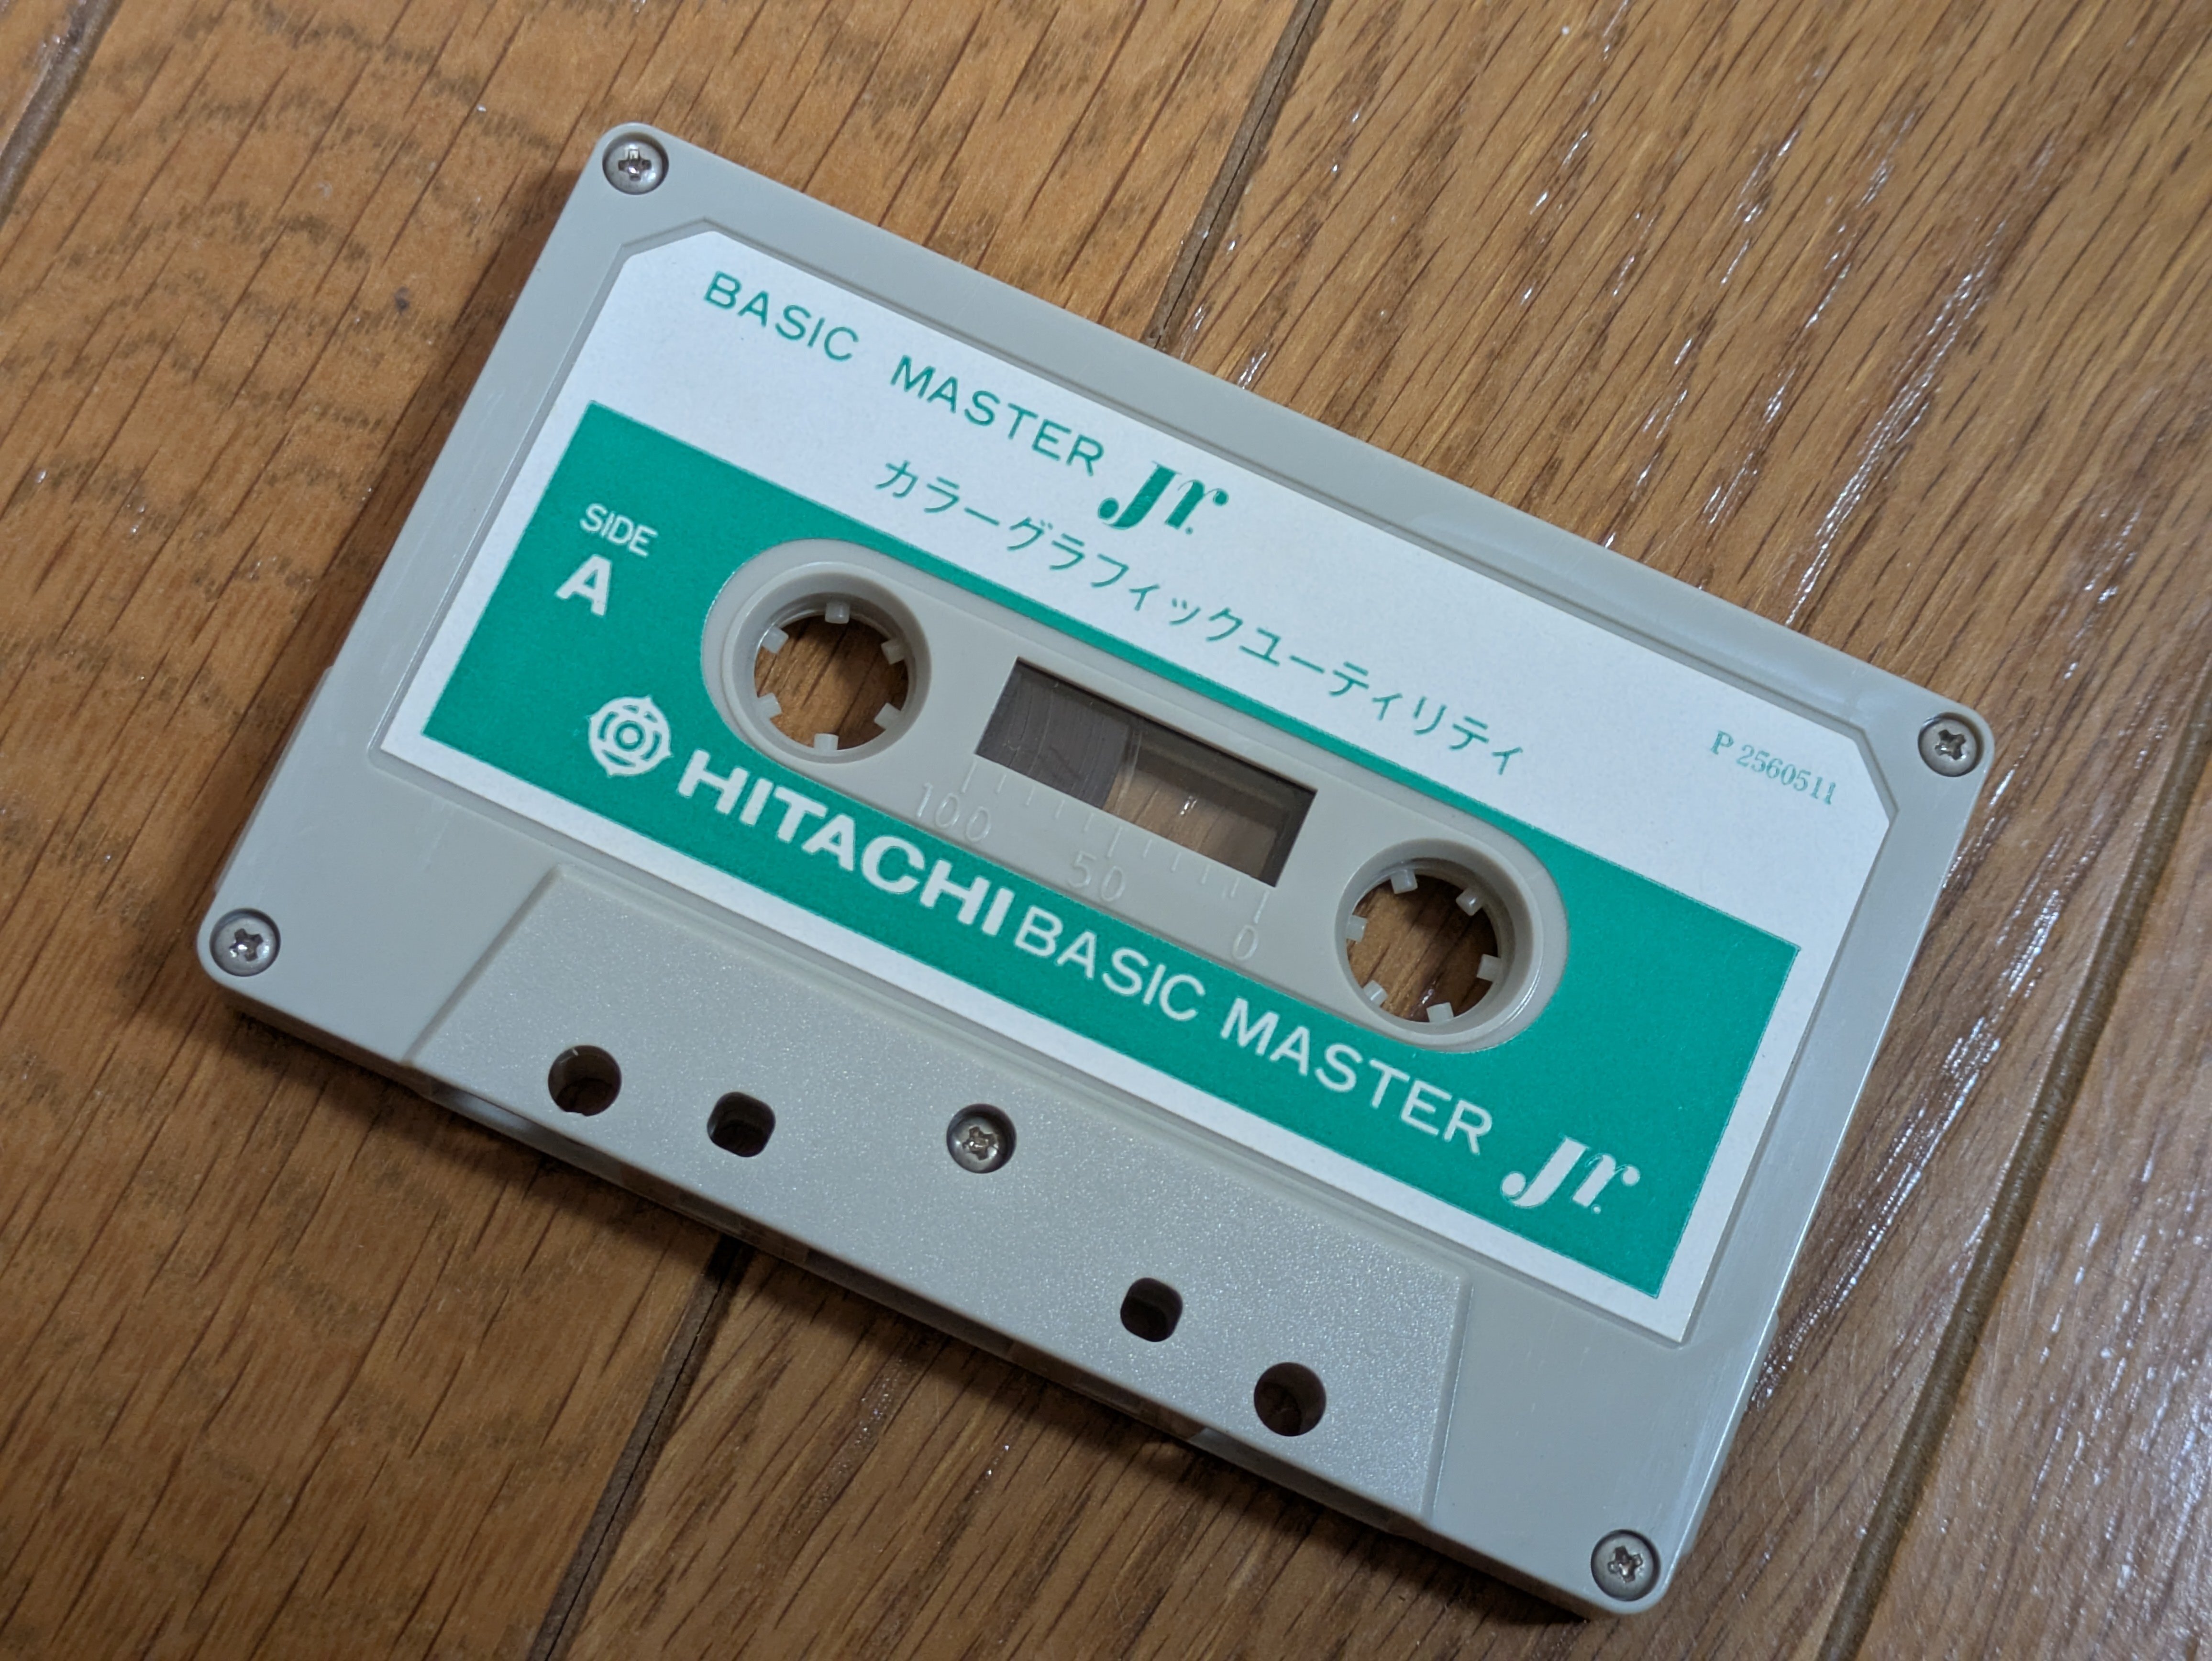 BASIC MASTER Jr.
カラーグラフィックユーティリティ
P 2560511
SIDE
A
100 50 0
HITACHI BASIC MASTER Jr.